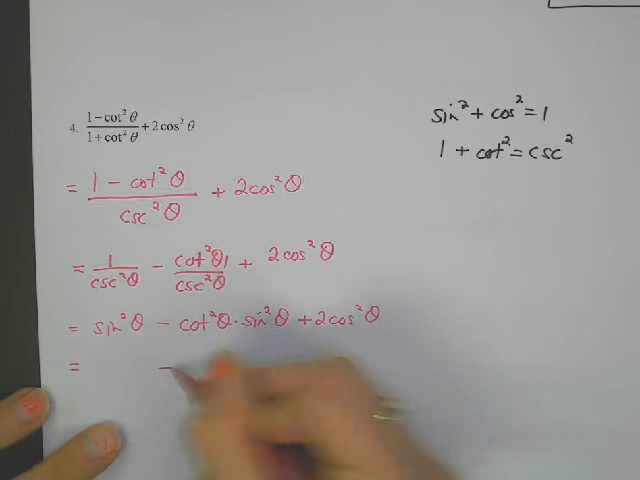 4. (1−cot²θ)/(1+cot²θ) + 2cos²θ
= (1 − cot²θ)/(csc²θ) + 2cos²θ
= 1/(csc²θ) − (cot²θ)/(csc²θ) + 2cos²θ
= sin²θ − cot²θ · sin²θ + 2cos²θ
= −
sin² + cos² = 1
1 + cot² = csc²